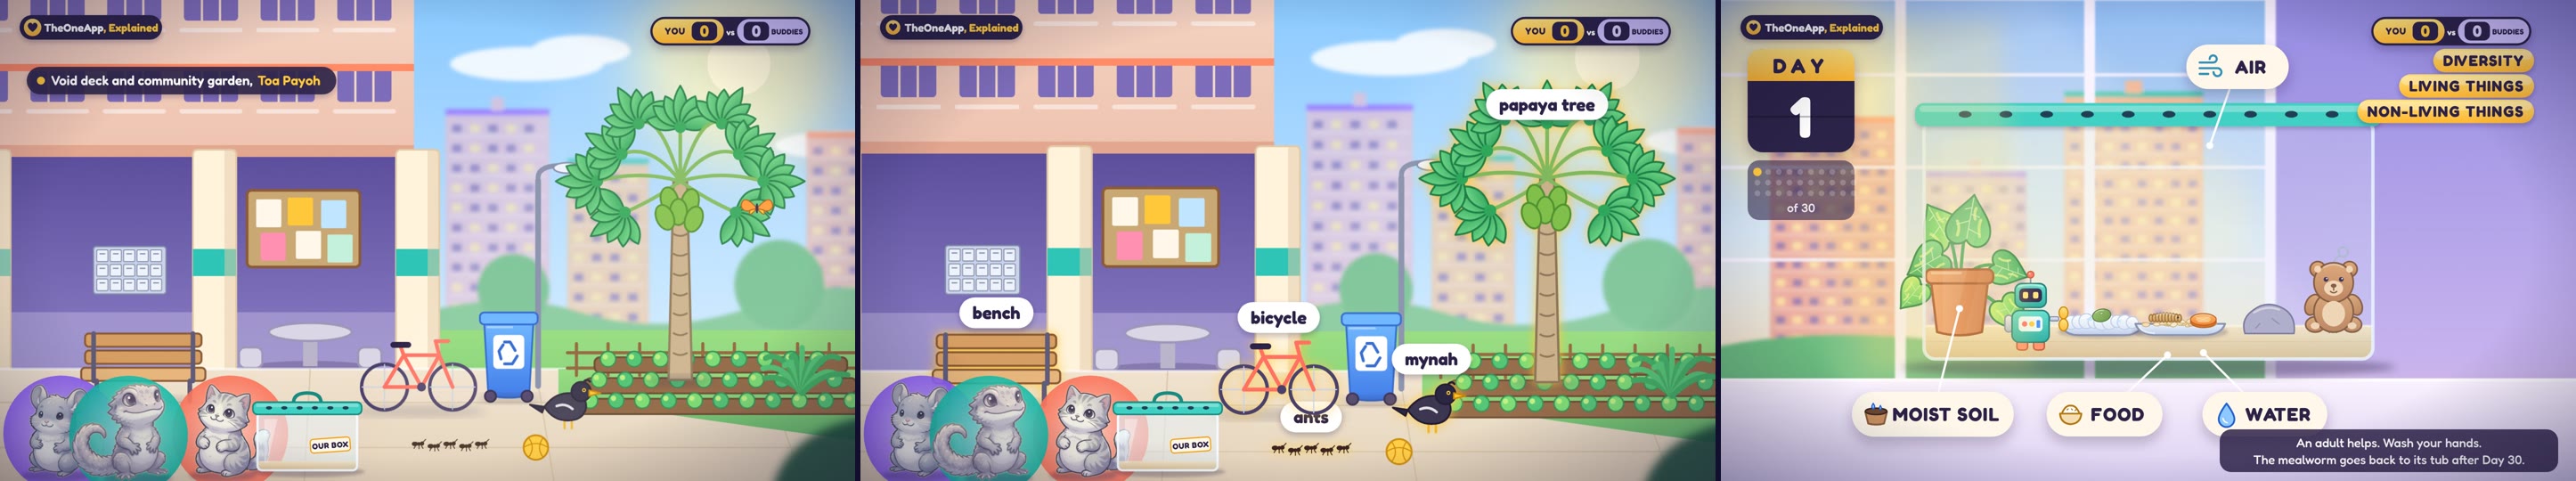 TheOneApp, Explained
YOU 0 vs 0 BUDDIES
Void deck and community garden, Toa Payoh
OUR BOX
TheOneApp, Explained
YOU 0 vs 0 BUDDIES
papaya tree
bench
bicycle
mynah
ants
OUR BOX
TheOneApp, Explained
YOU 0 vs 0 BUDDIES
DAY
1
of 30
AIR
DIVERSITY
LIVING THINGS
NON-LIVING THINGS
MOIST SOIL
FOOD
WATER
An adult helps. Wash your hands.
The mealworm goes back to its tub after Day 30.